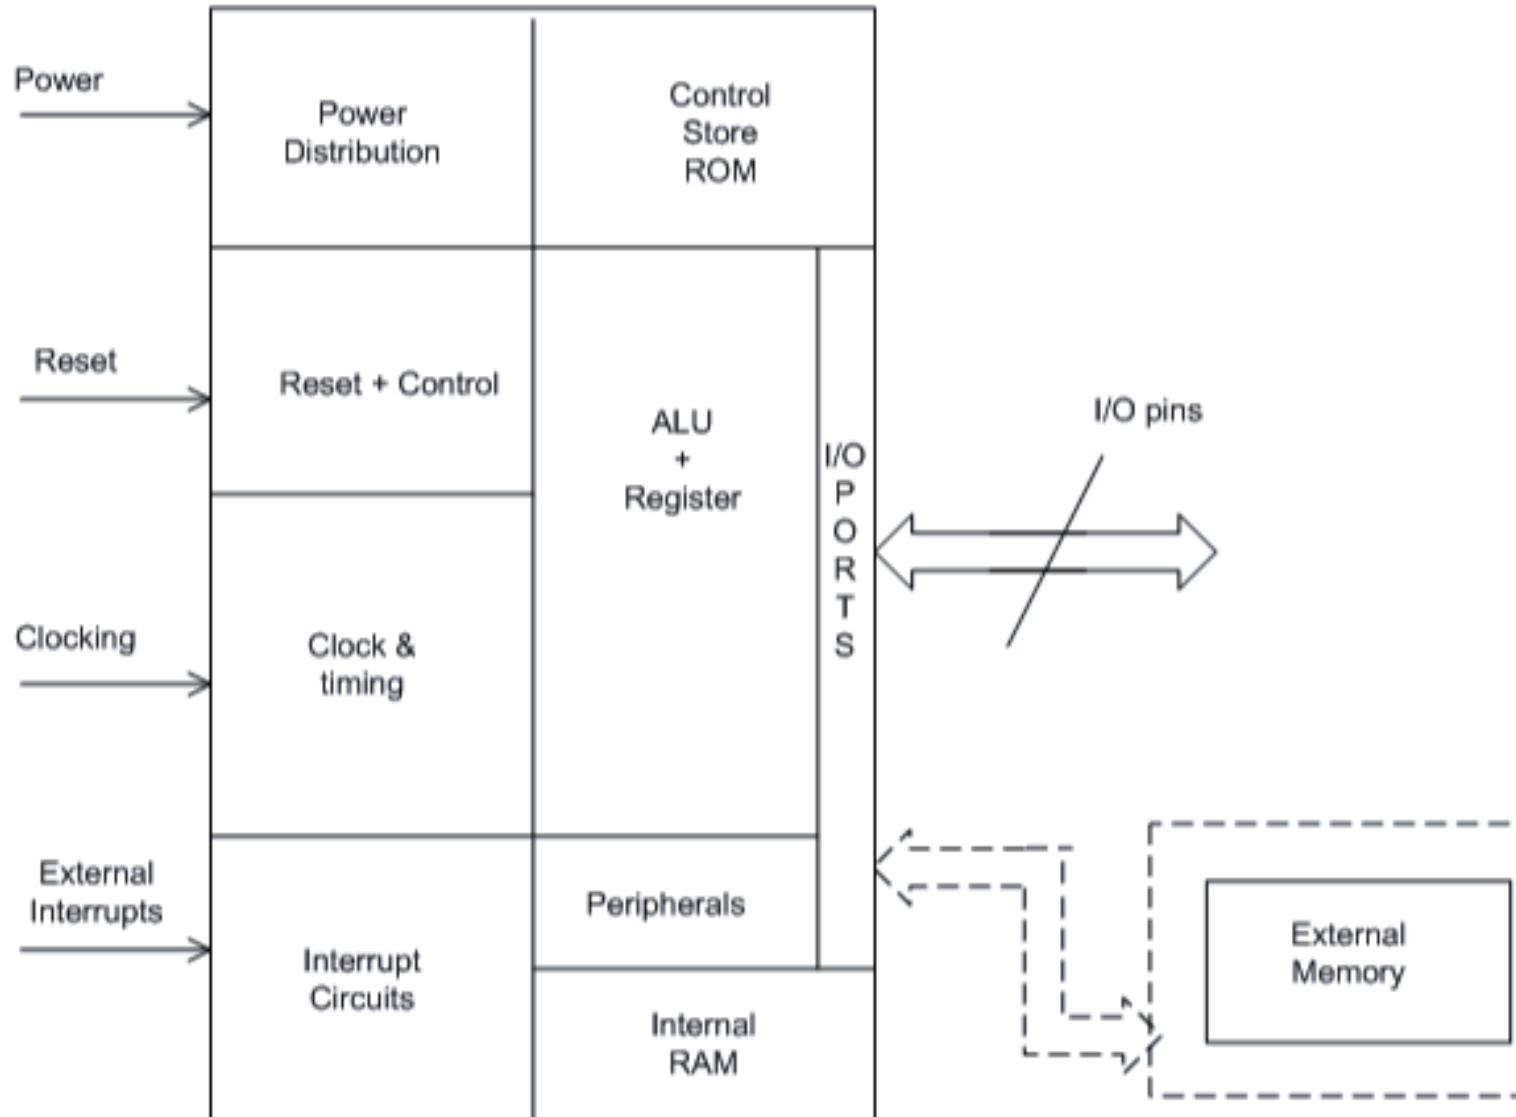 Power
Power
Distribution
Control
Store
ROM
Reset
Reset + Control
ALU
+
Register
I/O
P
O
R
T
S
I/O pins
Clocking
Clock &
timing
External
Interrupts
Interrupt
Circuits
Peripherals
Internal
RAM
External
Memory